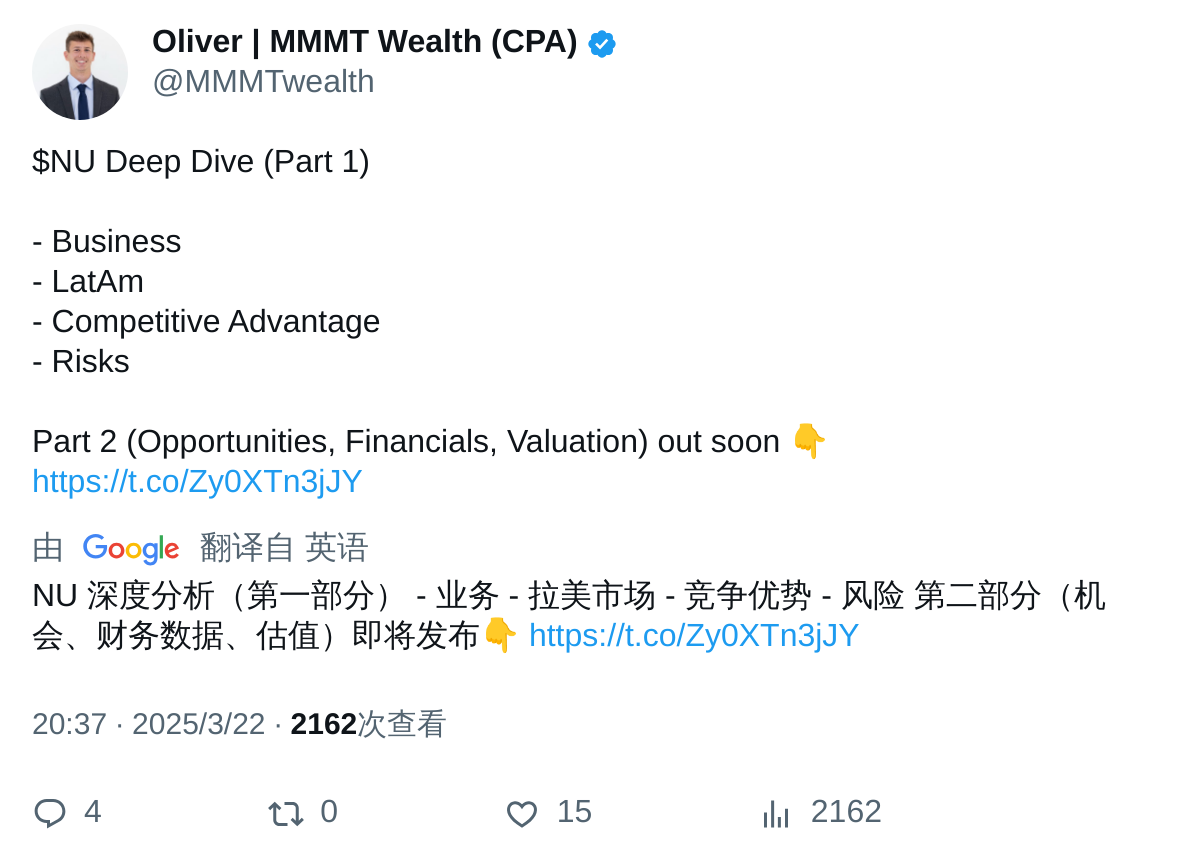 Oliver | MMMT Wealth (CPA)
@MMMTwealth
$NU Deep Dive (Part 1)
- Business
- LatAm
- Competitive Advantage
- Risks
Part 2 (Opportunities, Financials, Valuation) out soon 👇
https://t.co/Zy0XTn3jJY
由 Google 翻译自 英语
NU 深度分析（第一部分） - 业务 - 拉美市场 - 竞争优势 - 风险 第二部分（机
会、财务数据、估值）即将发布👇 https://t.co/Zy0XTn3jJY
20:37 · 2025/3/22 · 2162次查看
4 0 15 2162